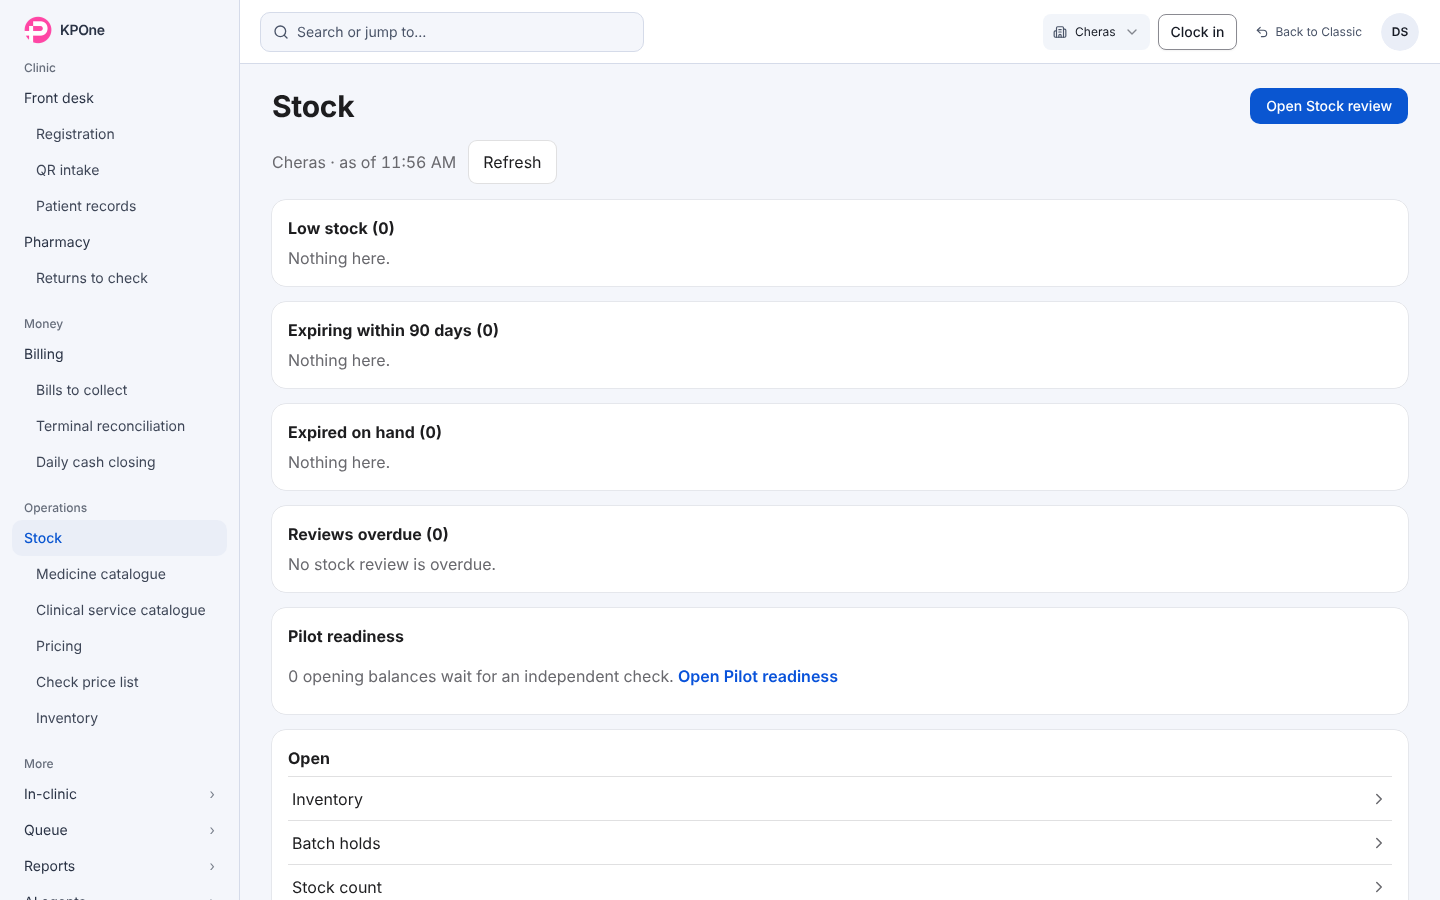 KPOne
Search or jump to...
Cheras
Clock in
Back to Classic
DS
Clinic
Front desk
Registration
QR intake
Patient records
Pharmacy
Returns to check
Money
Billing
Bills to collect
Terminal reconciliation
Daily cash closing
Operations
Stock
Medicine catalogue
Clinical service catalogue
Pricing
Check price list
Inventory
More
In-clinic
Queue
Reports
Stock
Open Stock review
Cheras · as of 11:56 AM
Refresh
Low stock (0)
Nothing here.
Expiring within 90 days (0)
Nothing here.
Expired on hand (0)
Nothing here.
Reviews overdue (0)
No stock review is overdue.
Pilot readiness
0 opening balances wait for an independent check. Open Pilot readiness
Open
Inventory
Batch holds
Stock count